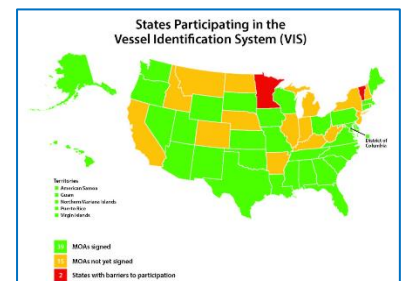 States Participating in the
Vessel Identification System (VIS)
District of
Columbia
Territories
American Samoa
Guam
Northern Mariana Islands
Puerto Rico
Virgin Islands
MOAs signed
MOAs not yet signed
2 States with barriers to participation